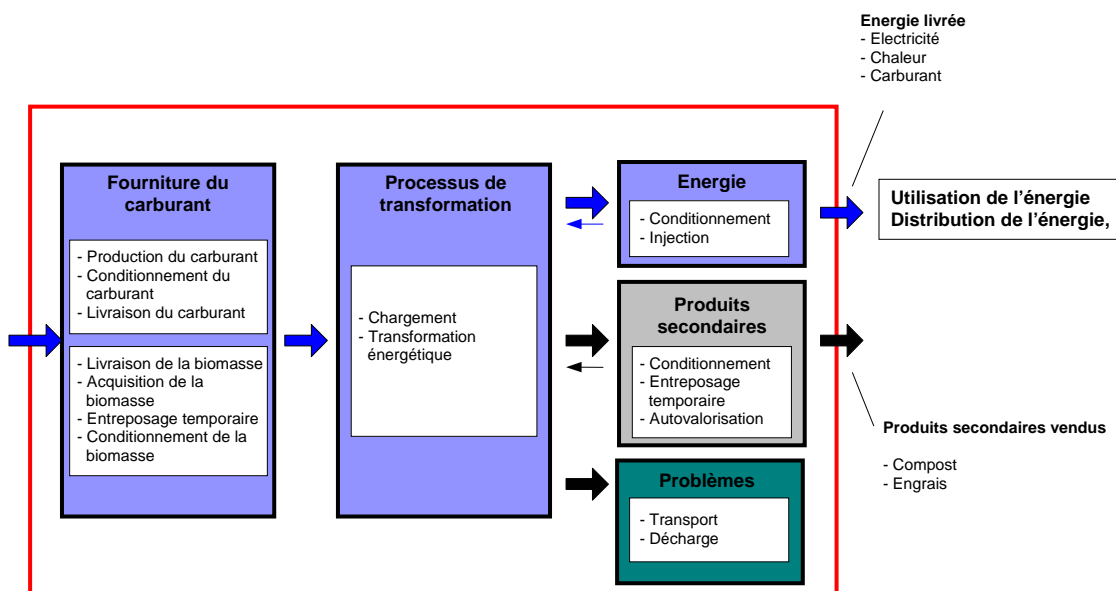 Energie livrée
- Electricité
- Chaleur
- Carburant
Fourniture du
carburant
- Production du carburant
- Conditionnement du
carburant
- Livraison du carburant
- Livraison de la biomasse
- Acquisition de la
biomasse
- Entreposage temporaire
- Conditionnement de la
biomasse
Processus de
transformation
- Chargement
- Transformation
énergétique
Energie
- Conditionnement
- Injection
Produits
secondaires
- Conditionnement
- Entreposage
temporaire
- Autovalorisation
Problèmes
- Transport
- Décharge
Utilisation de l'énergie
Distribution de l'énergie,
Produits secondaires vendus
- Compost
- Engrais